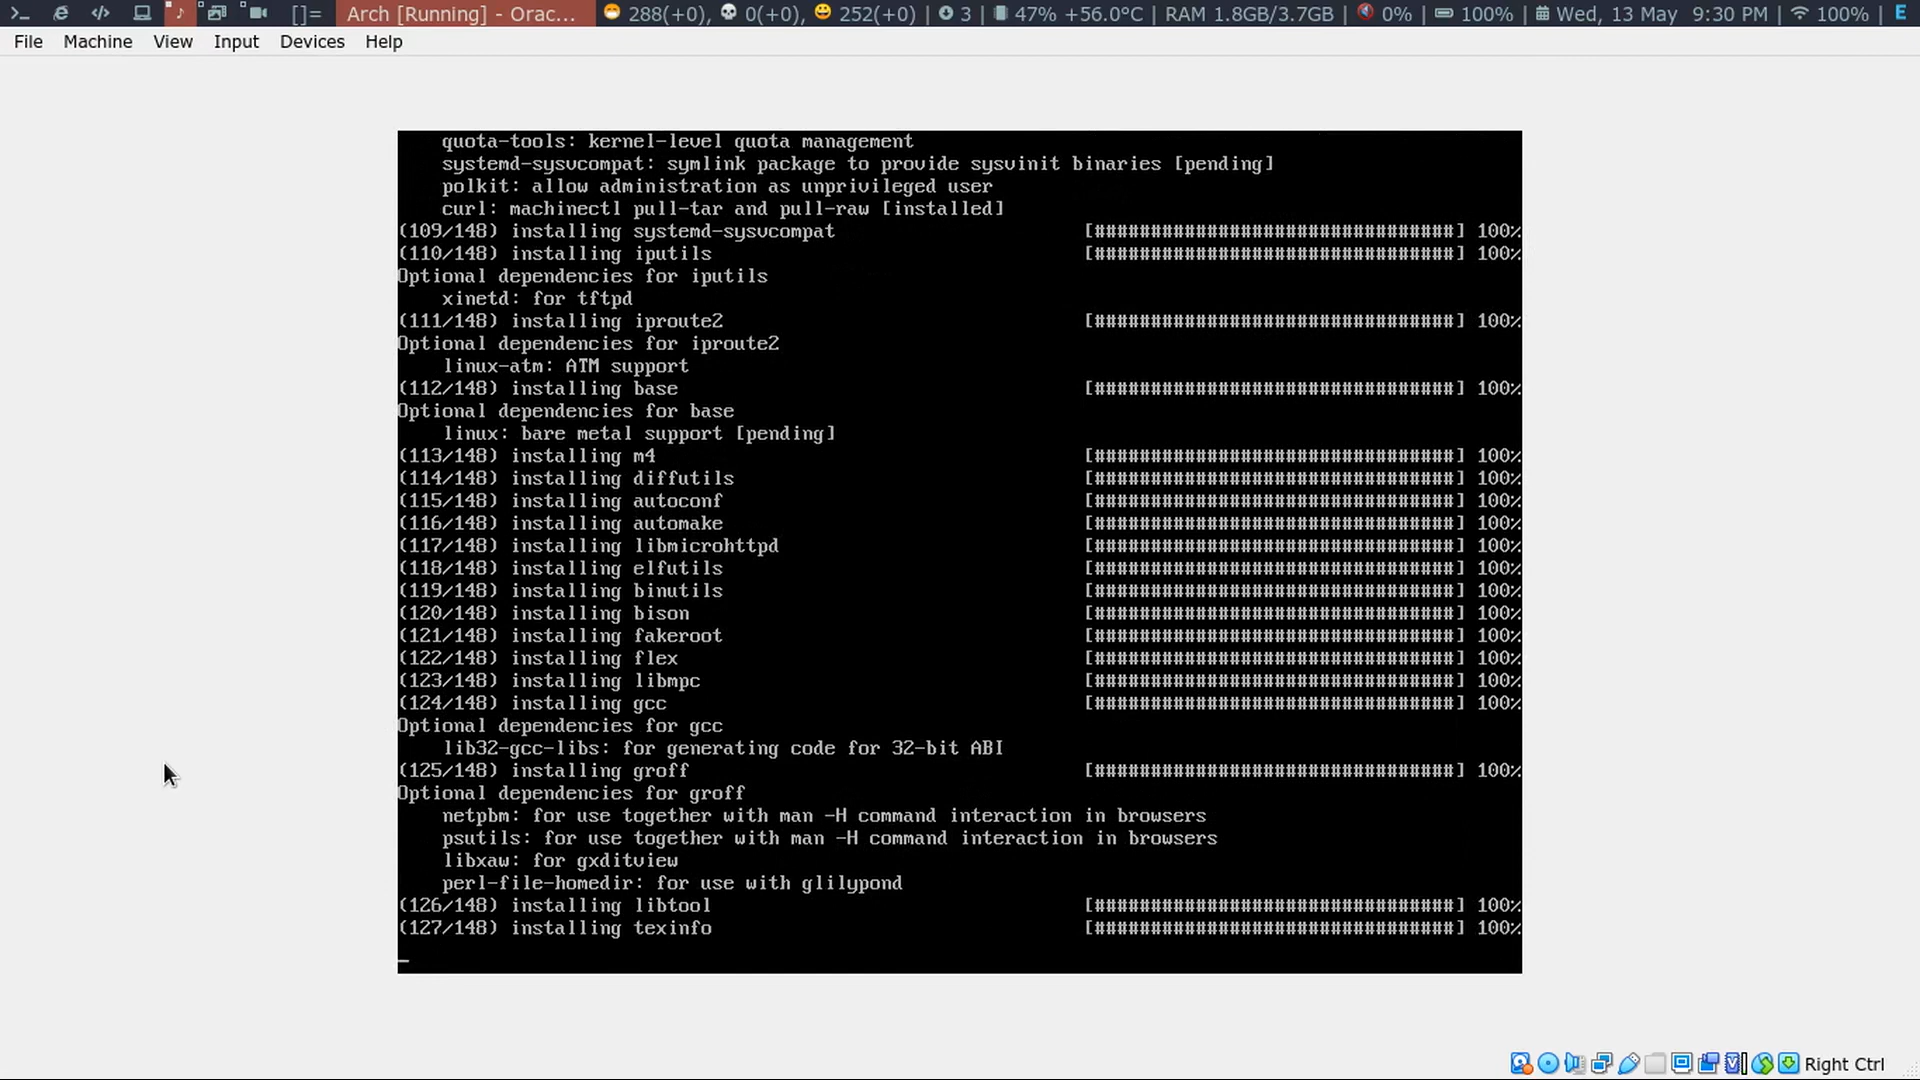 []= Arch [Running] - Orac... 288(+0) 0(+0) 252(+0) | 3 | 47% +56.0°C | RAM 1.8GB/3.7GB | 0% | 100% | Wed, 13 May 9:30 PM | 100% | E
File Machine View Input Devices Help
quota-tools: kernel-level quota management
systemd-sysvcompat: symlink package to provide sysvinit binaries [pending]
polkit: allow administration as unprivileged user
curl: machinectl pull-tar and pull-raw [installed]
(109/148) installing systemd-sysvcompat [################################] 100%
(110/148) installing iputils [################################] 100%
Optional dependencies for iputils
xinetd: for tftpd
(111/148) installing iproute2 [################################] 100%
Optional dependencies for iproute2
linux-atm: ATM support
(112/148) installing base [################################] 100%
Optional dependencies for base
linux: bare metal support [pending]
(113/148) installing m4 [################################] 100%
(114/148) installing diffutils [################################] 100%
(115/148) installing autoconf [################################] 100%
(116/148) installing automake [################################] 100%
(117/148) installing libmicrohttpd [################################] 100%
(118/148) installing elfutils [################################] 100%
(119/148) installing binutils [################################] 100%
(120/148) installing bison [################################] 100%
(121/148) installing fakeroot [################################] 100%
(122/148) installing flex [################################] 100%
(123/148) installing libmpc [################################] 100%
(124/148) installing gcc [################################] 100%
Optional dependencies for gcc
lib32-gcc-libs: for generating code for 32-bit ABI
(125/148) installing groff [################################] 100%
Optional dependencies for groff
netpbm: for use together with man -H command interaction in browsers
psutils: for use together with man -H command interaction in browsers
libxaw: for gxditview
perl-file-homedir: for use with glilypond
(126/148) installing libtool [################################] 100%
(127/148) installing texinfo [################################] 100%
Right Ctrl